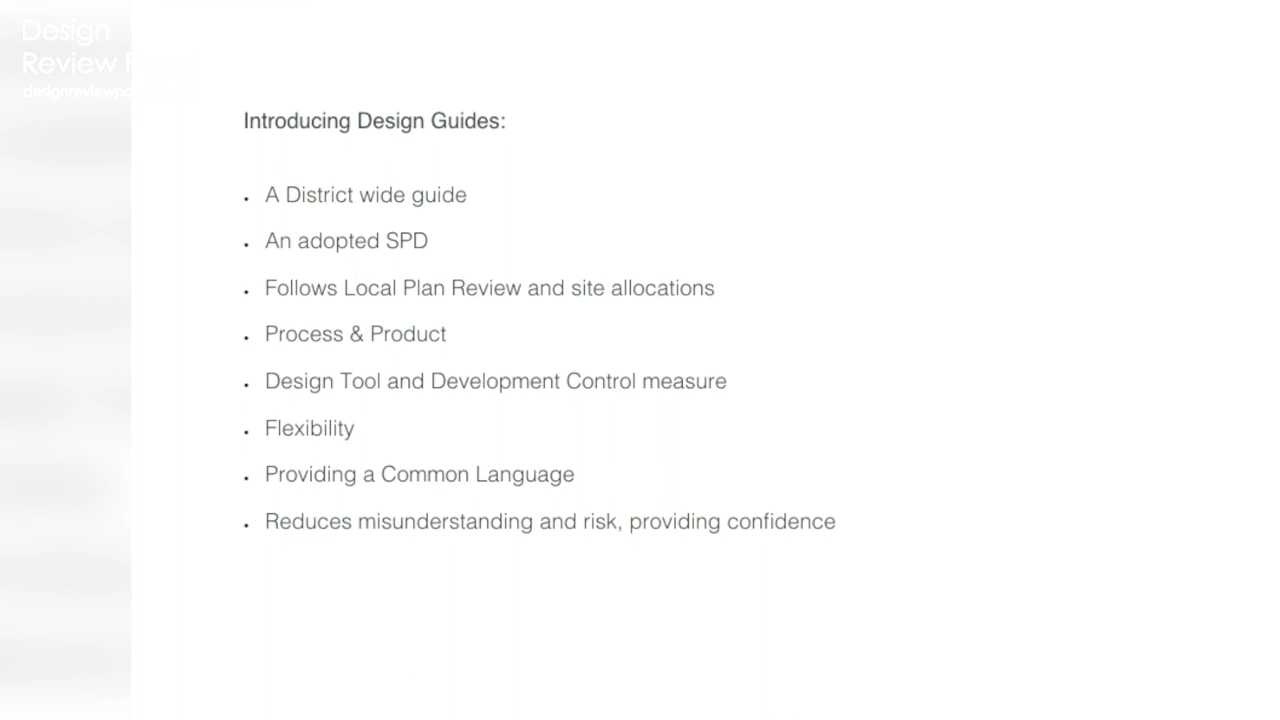 Design
Review
Introducing Design Guides:
• A District wide guide
• An adopted SPD
• Follows Local Plan Review and site allocations
• Process & Product
• Design Tool and Development Control measure
• Flexibility
• Providing a Common Language
• Reduces misunderstanding and risk, providing confidence